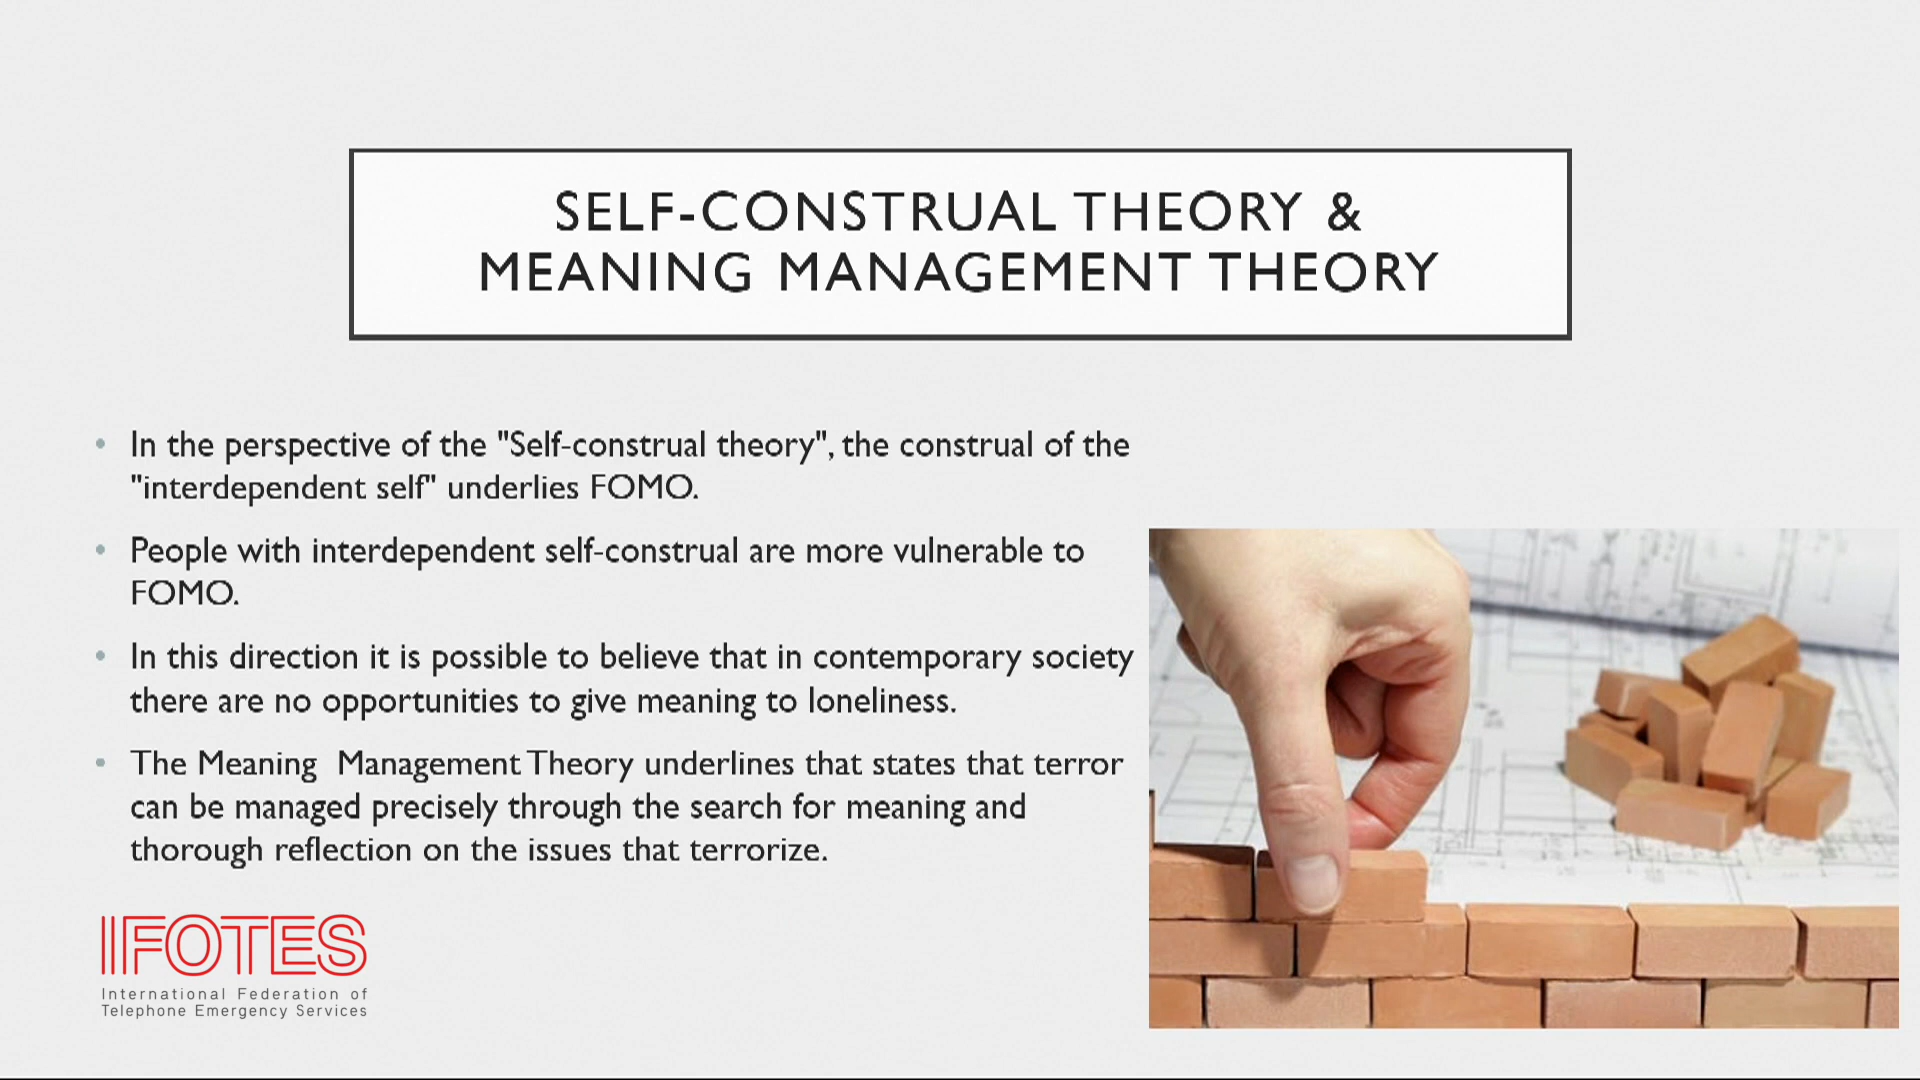 SELF-CONSTRUAL THEORY &
MEANING MANAGEMENT THEORY
• In the perspective of the "Self-construal theory", the construal of the
"interdependent self" underlies FOMO.
• People with interdependent self-construal are more vulnerable to
FOMO.
• In this direction it is possible to believe that in contemporary society
there are no opportunities to give meaning to loneliness.
• The Meaning  Management Theory underlines that states that terror
can be managed precisely through the search for meaning and
thorough reflection on the issues that terrorize.
IFOTES
International Federation of
Telephone Emergency Services